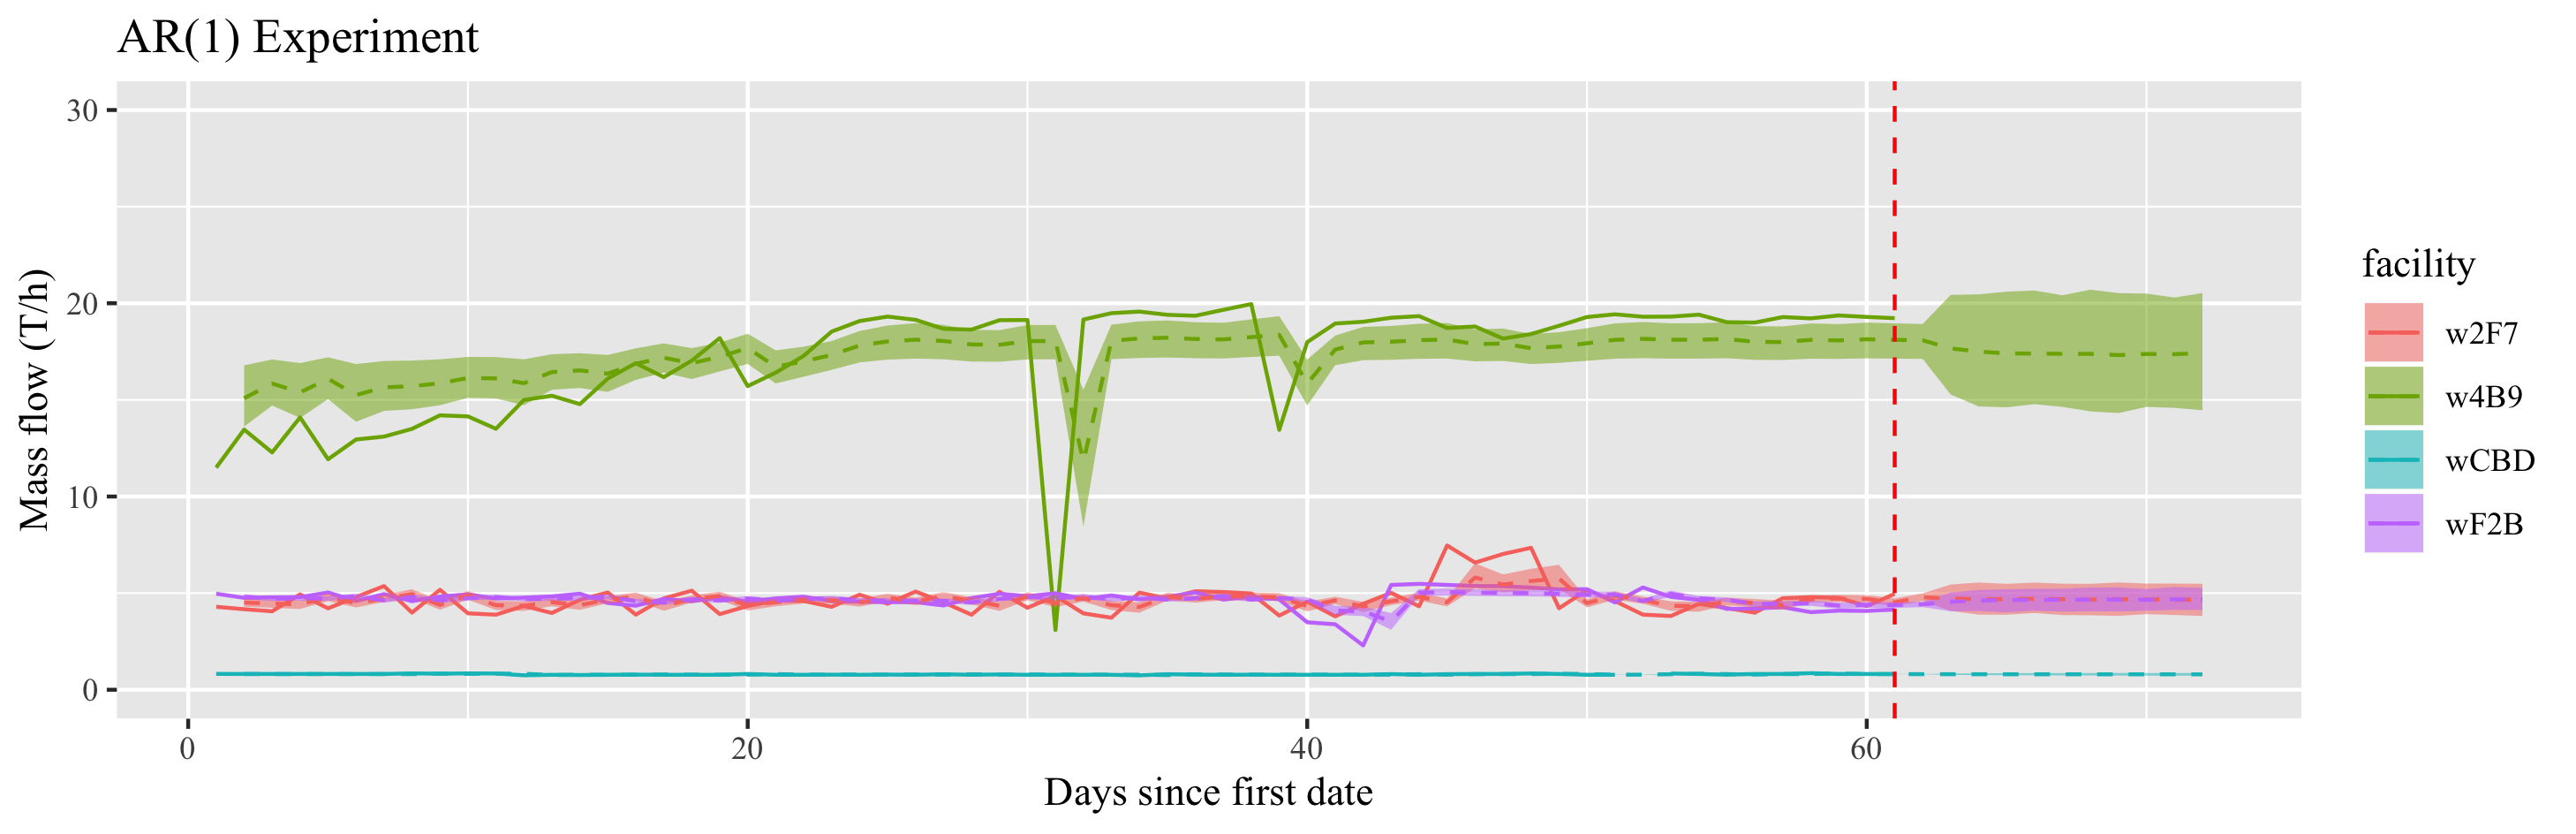 AR(1) Experiment
Mass flow (T/h)
30
20
10
0
0 20 40 60
Days since first date
facility
w2F7
w4B9
wCBD
wF2B